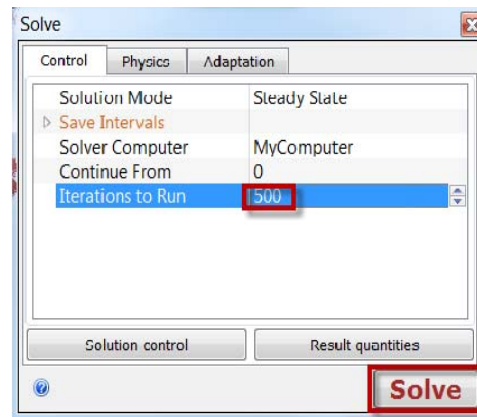 Solve
Control Physics Adaptation
Solution Mode Steady State
Save Intervals
Solver Computer MyComputer
Continue From 0
Iterations to Run 500
Solution control Result quantities
Solve